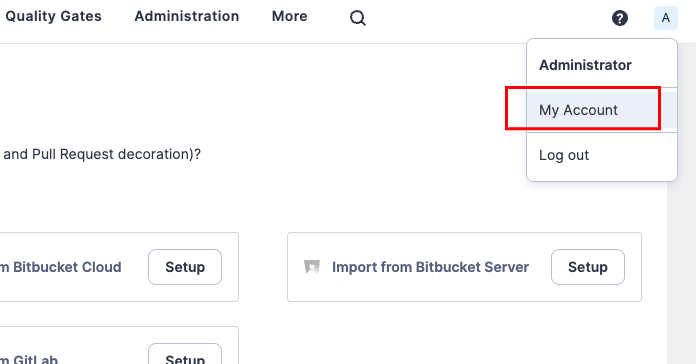 Quality Gates Administration More A
Administrator
My Account
and Pull Request decoration)?
Log out
m Bitbucket Cloud Setup Import from Bitbucket Server Setup
m GitLab Setup